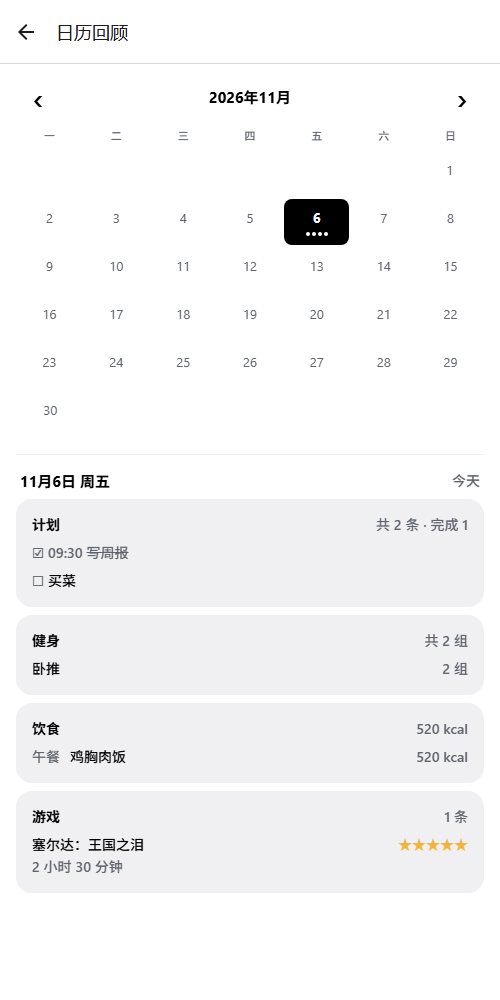 日历回顾
2026年11月
一 二 三 四 五 六 日
1
2 3 4 5 6 7 8
9 10 11 12 13 14 15
16 17 18 19 20 21 22
23 24 25 26 27 28 29
30
11月6日 周五 今天
计划 共 2 条 · 完成 1
☑ 09:30 写周报
☐ 买菜
健身 共 2 组
卧推 2 组
饮食 520 kcal
午餐 鸡胸肉饭 520 kcal
游戏 1 条
塞尔达：王国之泪 ★★★★★
2 小时 30 分钟